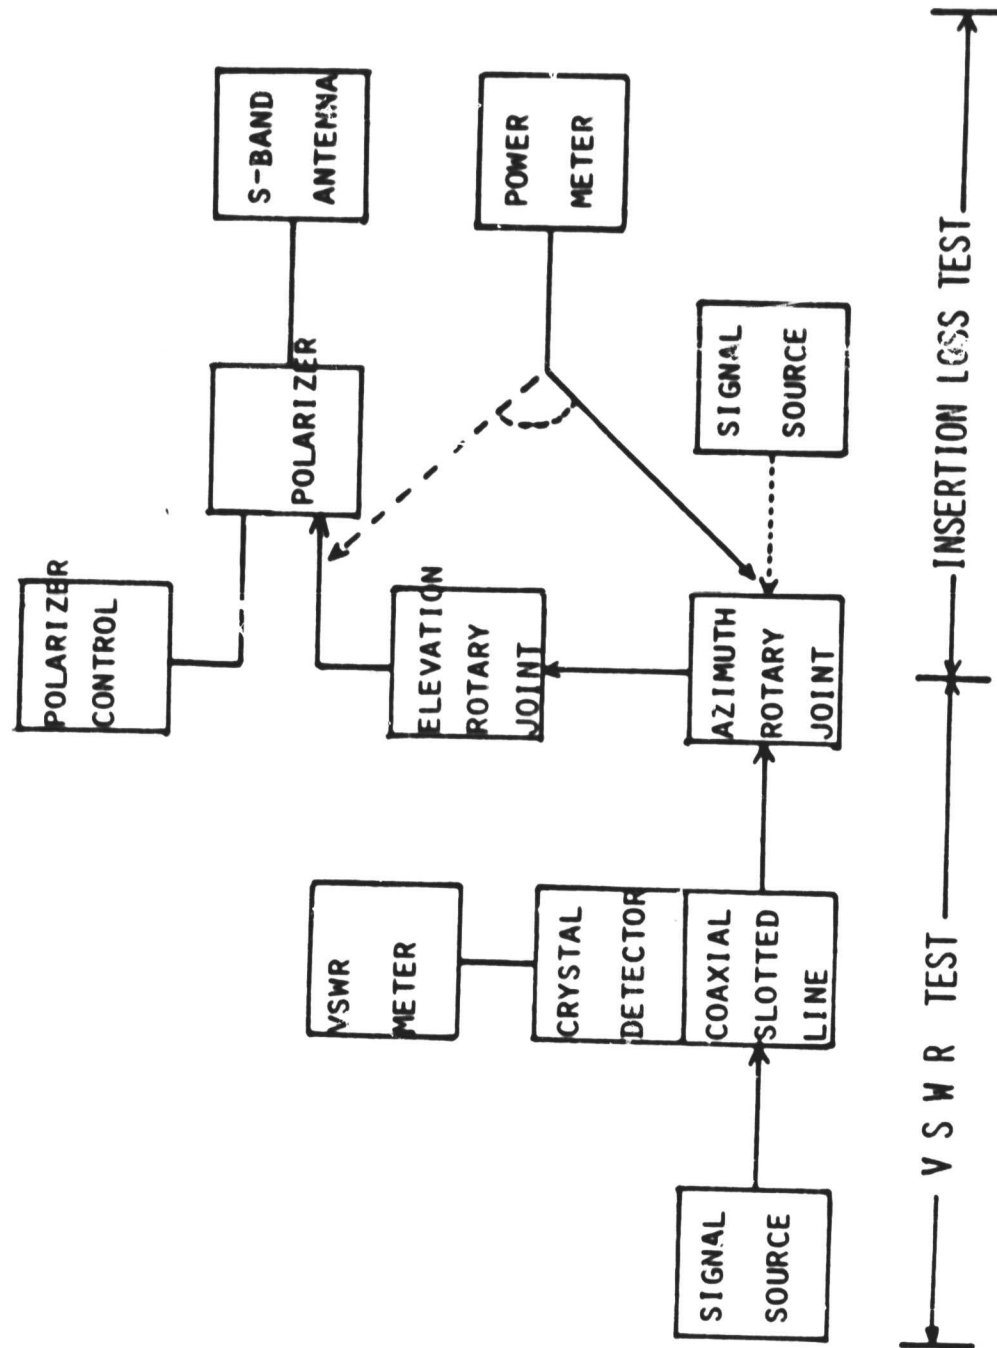 POLARIZER
CONTROL
S-BAND
ANTENNA
POLARIZER
VSWR
METER
ELEVATION
ROTARY
JOINT
POWER
METER
CRYSTAL
DETECTOR
COAXIAL
SLOTTED
LINE
SIGNAL
SOURCE
AZIMUTH
ROTARY
JOINT
SIGNAL
SOURCE
VSWR TEST
INSERTION LOSS TEST